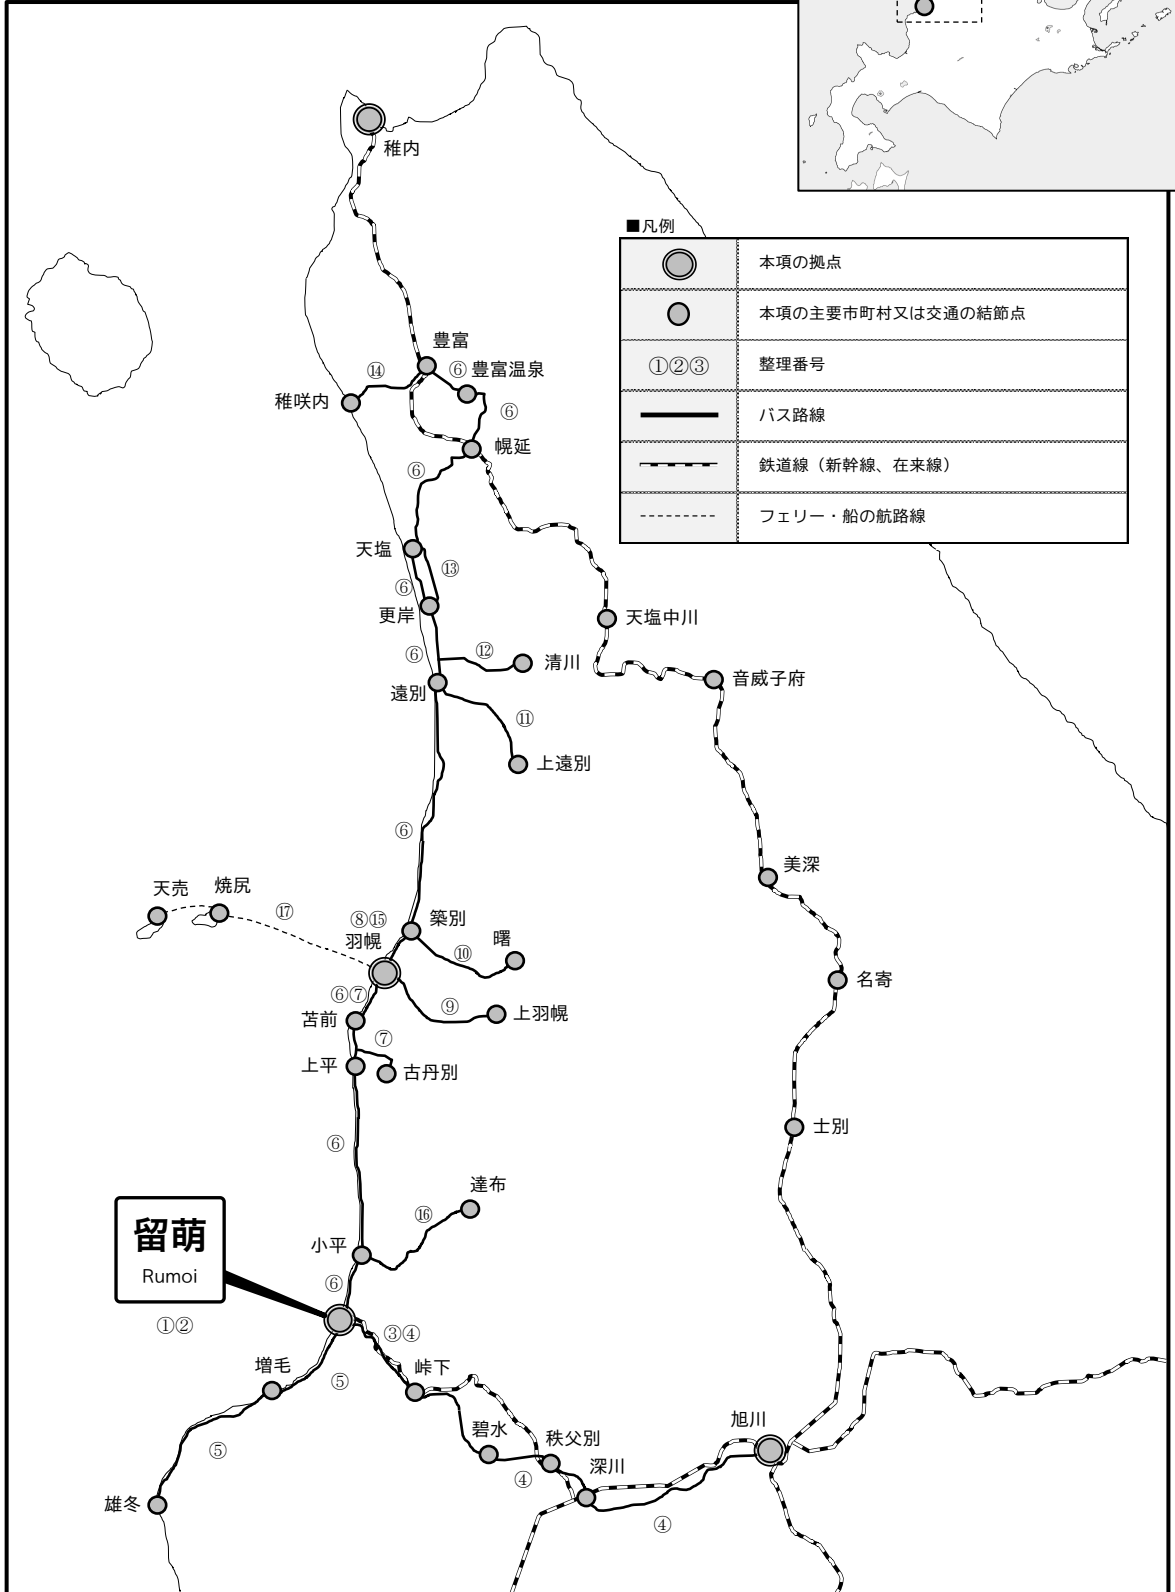 稚内
■凡例
本項の拠点
本項の主要市町村又は交通の結節点
①②③ 整理番号
バス路線
鉄道線（新幹線、在来線）
フェリー・船の航路線
豊富
⑭
⑥
豊富温泉
稚咲内
⑥
幌延
⑥
天塩
⑬
⑥
更岸
天塩中川
⑥
⑫
清川
音威子府
遠別
⑪
上遠別
⑥
美深
天売
焼尻
⑰
⑧⑮
築別
羽幌
曙
⑩
名寄
⑥⑦
⑨
上羽幌
苫前
⑦
上平
古丹別
士別
⑥
達布
⑯
留萌
Rumoi
小平
⑥
①②
③④
増毛
⑤
峠下
旭川
碧水
秩父別
⑤
深川
④
雄冬
④